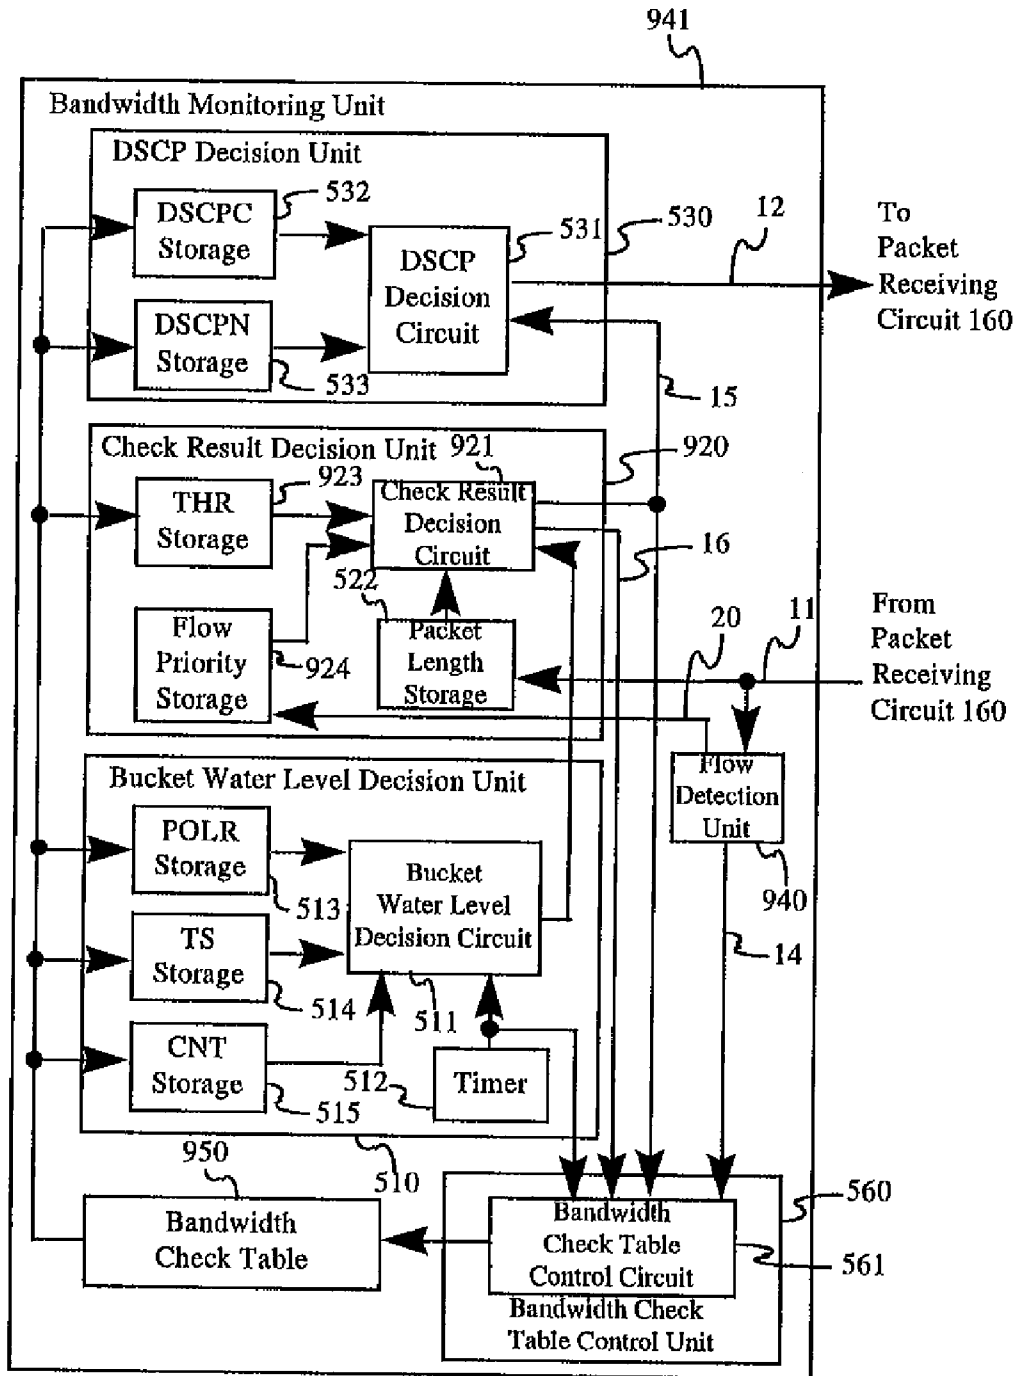 941
Bandwidth Monitoring Unit
DSCP Decision Unit
532
DSCPC
Storage
531
530
12
To
Packet
Receiving
Circuit 160
DSCP
Decision
Circuit
DSCPN
Storage
533
15
Check Result Decision Unit
921
920
923
THR
Storage
Check Result
Decision
Circuit
16
522
Flow
Priority
Storage
924
Packet
Length
Storage
20
11
From
Packet
Receiving
Circuit 160
Flow
Detection
Unit
940
Bucket Water Level Decision Unit
POLR
Storage
513
Bucket
Water Level
Decision Circuit
14
TS
Storage
514
511
CNT
Storage
515
512
Timer
510
950
Bandwidth
Check Table
560
Bandwidth
Check Table
Control Circuit
561
Bandwidth Check
Table Control Unit